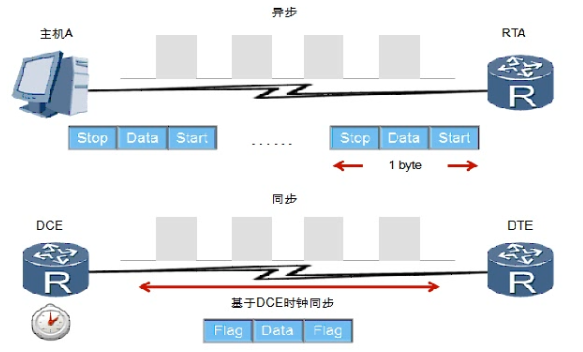 异步
主机A
RTA
R
Stop Data Start ...... Stop Data Start
1 byte
同步
DCE
DTE
R
R
基于DCE时钟同步
Flag Data Flag